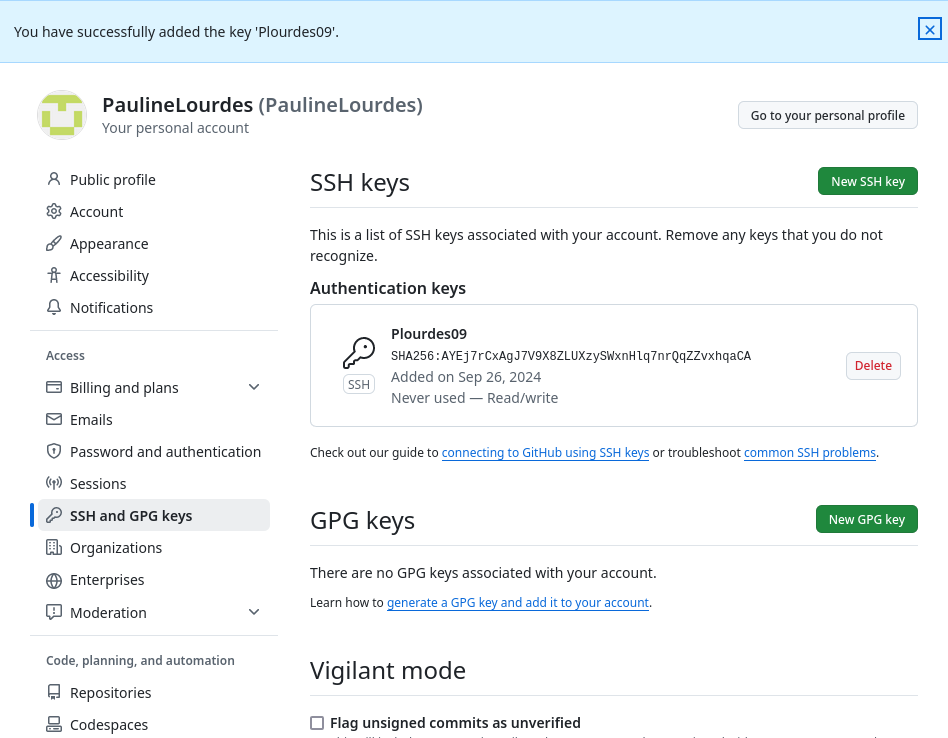 You have successfully added the key 'Plourdes09'.
PaulineLourdes (PaulineLourdes)
Your personal account
Go to your personal profile
Public profile
Account
Appearance
Accessibility
Notifications
Access
Billing and plans
Emails
Password and authentication
Sessions
SSH and GPG keys
Organizations
Enterprises
Moderation
Code, planning, and automation
Repositories
Codespaces
SSH keys
New SSH key
This is a list of SSH keys associated with your account. Remove any keys that you do not
recognize.
Authentication keys
Plourdes09
SHA256:AYEj7rCxAgJ7V9X8ZLUXzySWxnHlq7nrQqZZvxhqaCA
Added on Sep 26, 2024
Never used — Read/write
SSH
Delete
Check out our guide to connecting to GitHub using SSH keys or troubleshoot common SSH problems.
GPG keys
New GPG key
There are no GPG keys associated with your account.
Learn how to generate a GPG key and add it to your account.
Vigilant mode
Flag unsigned commits as unverified